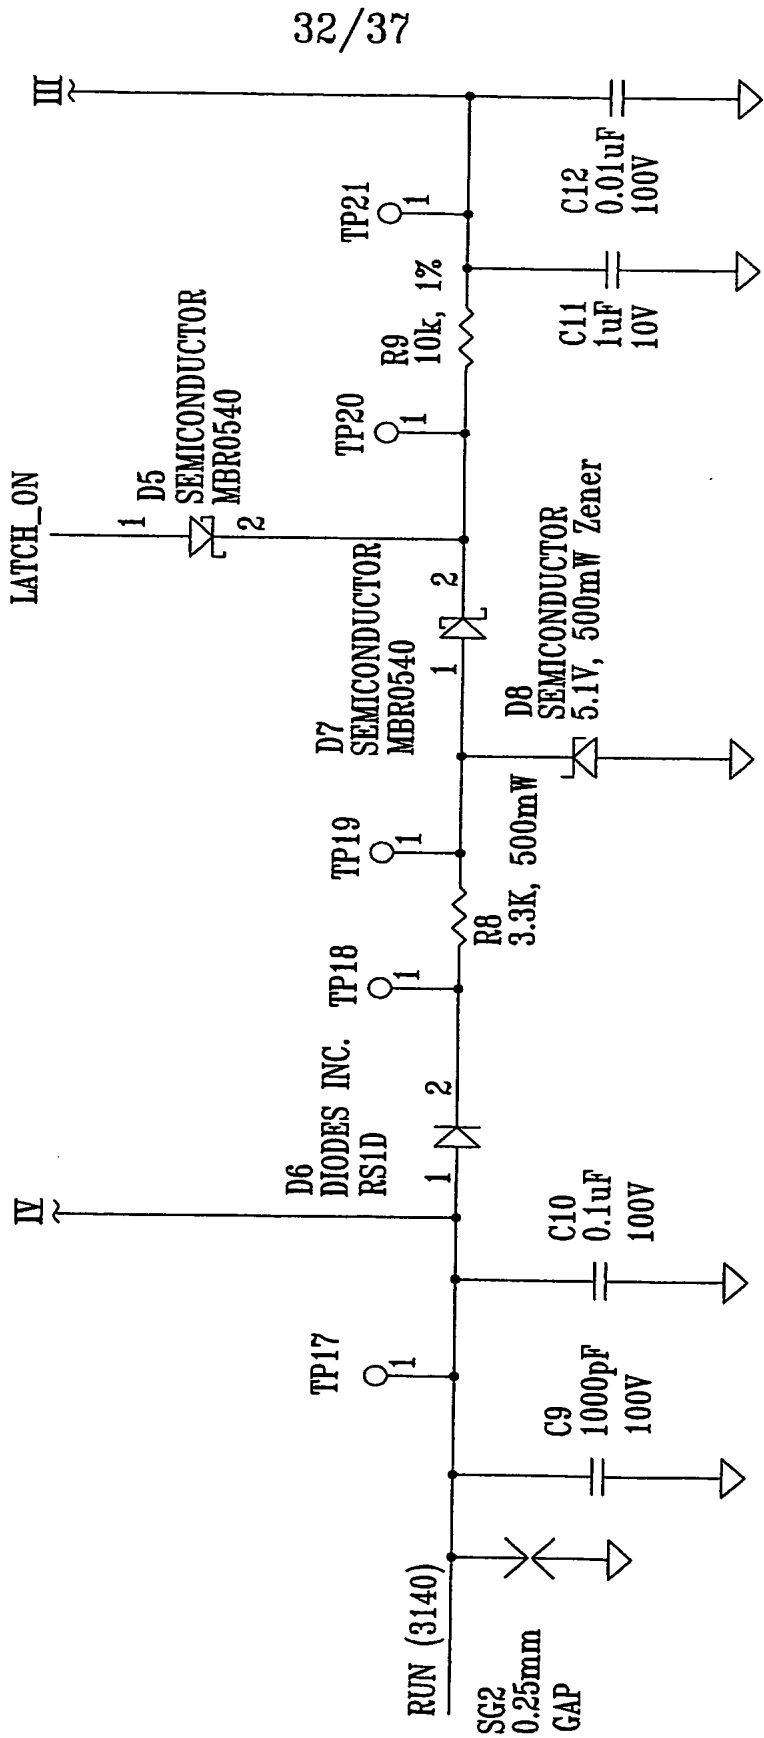 32/37
RUN (3140)
SG2
0.25mm
GAP
TP17
1
C9
1000pF
100V
C10
0.1uF
100V
IV
D6
DIODES INC.
RS1D
1
2
TP18
1
R8
3.3K, 500mW
TP19
1
D7
SEMICONDUCTOR
MBR0540
1
2
D8
SEMICONDUCTOR
5.1V, 500mW Zener
LATCH_ON
1
D5
SEMICONDUCTOR
MBR0540
2
TP20
1
R9
10k, 1%
TP21
1
C11
1uF
10V
C12
0.01uF
100V
III